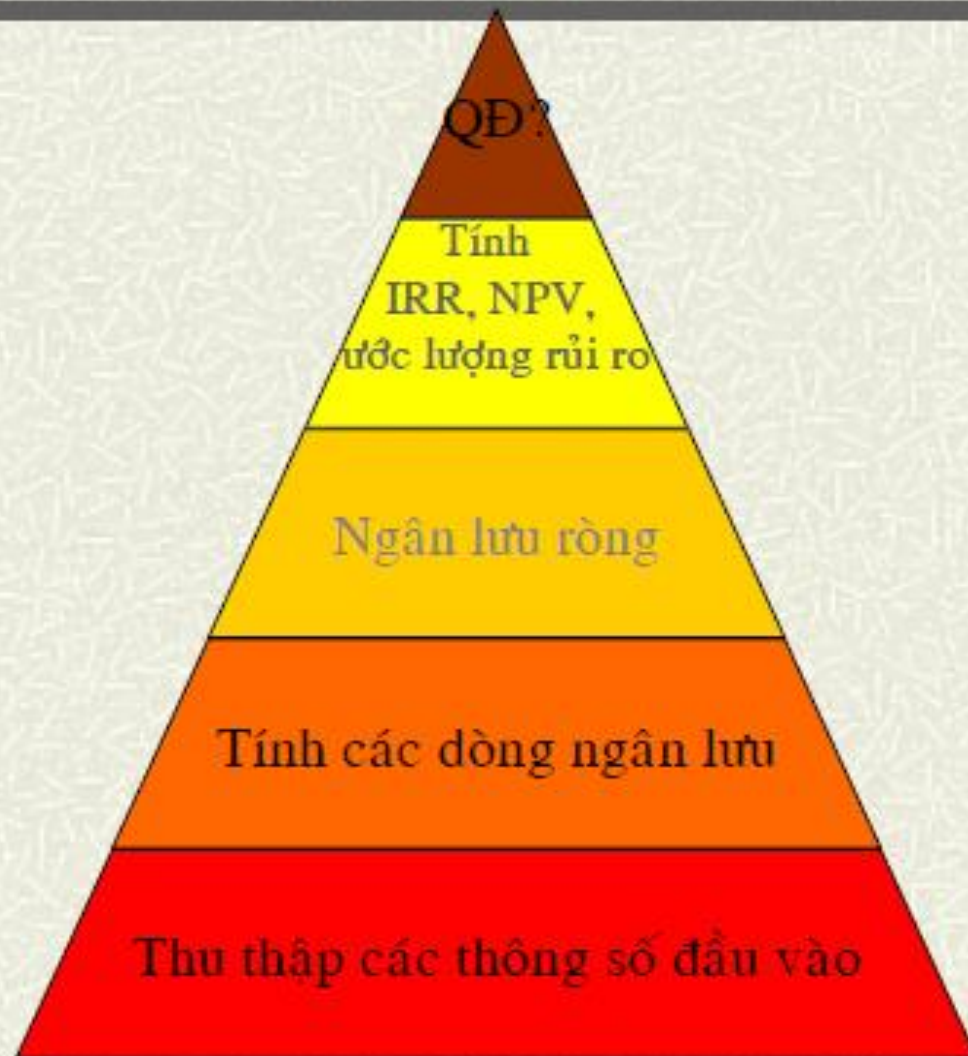 QĐ?
Tính
IRR, NPV,
ước lượng rủi ro
Ngân lưu ròng
Tính các dòng ngân lưu
Thu thập các thông số đầu vào